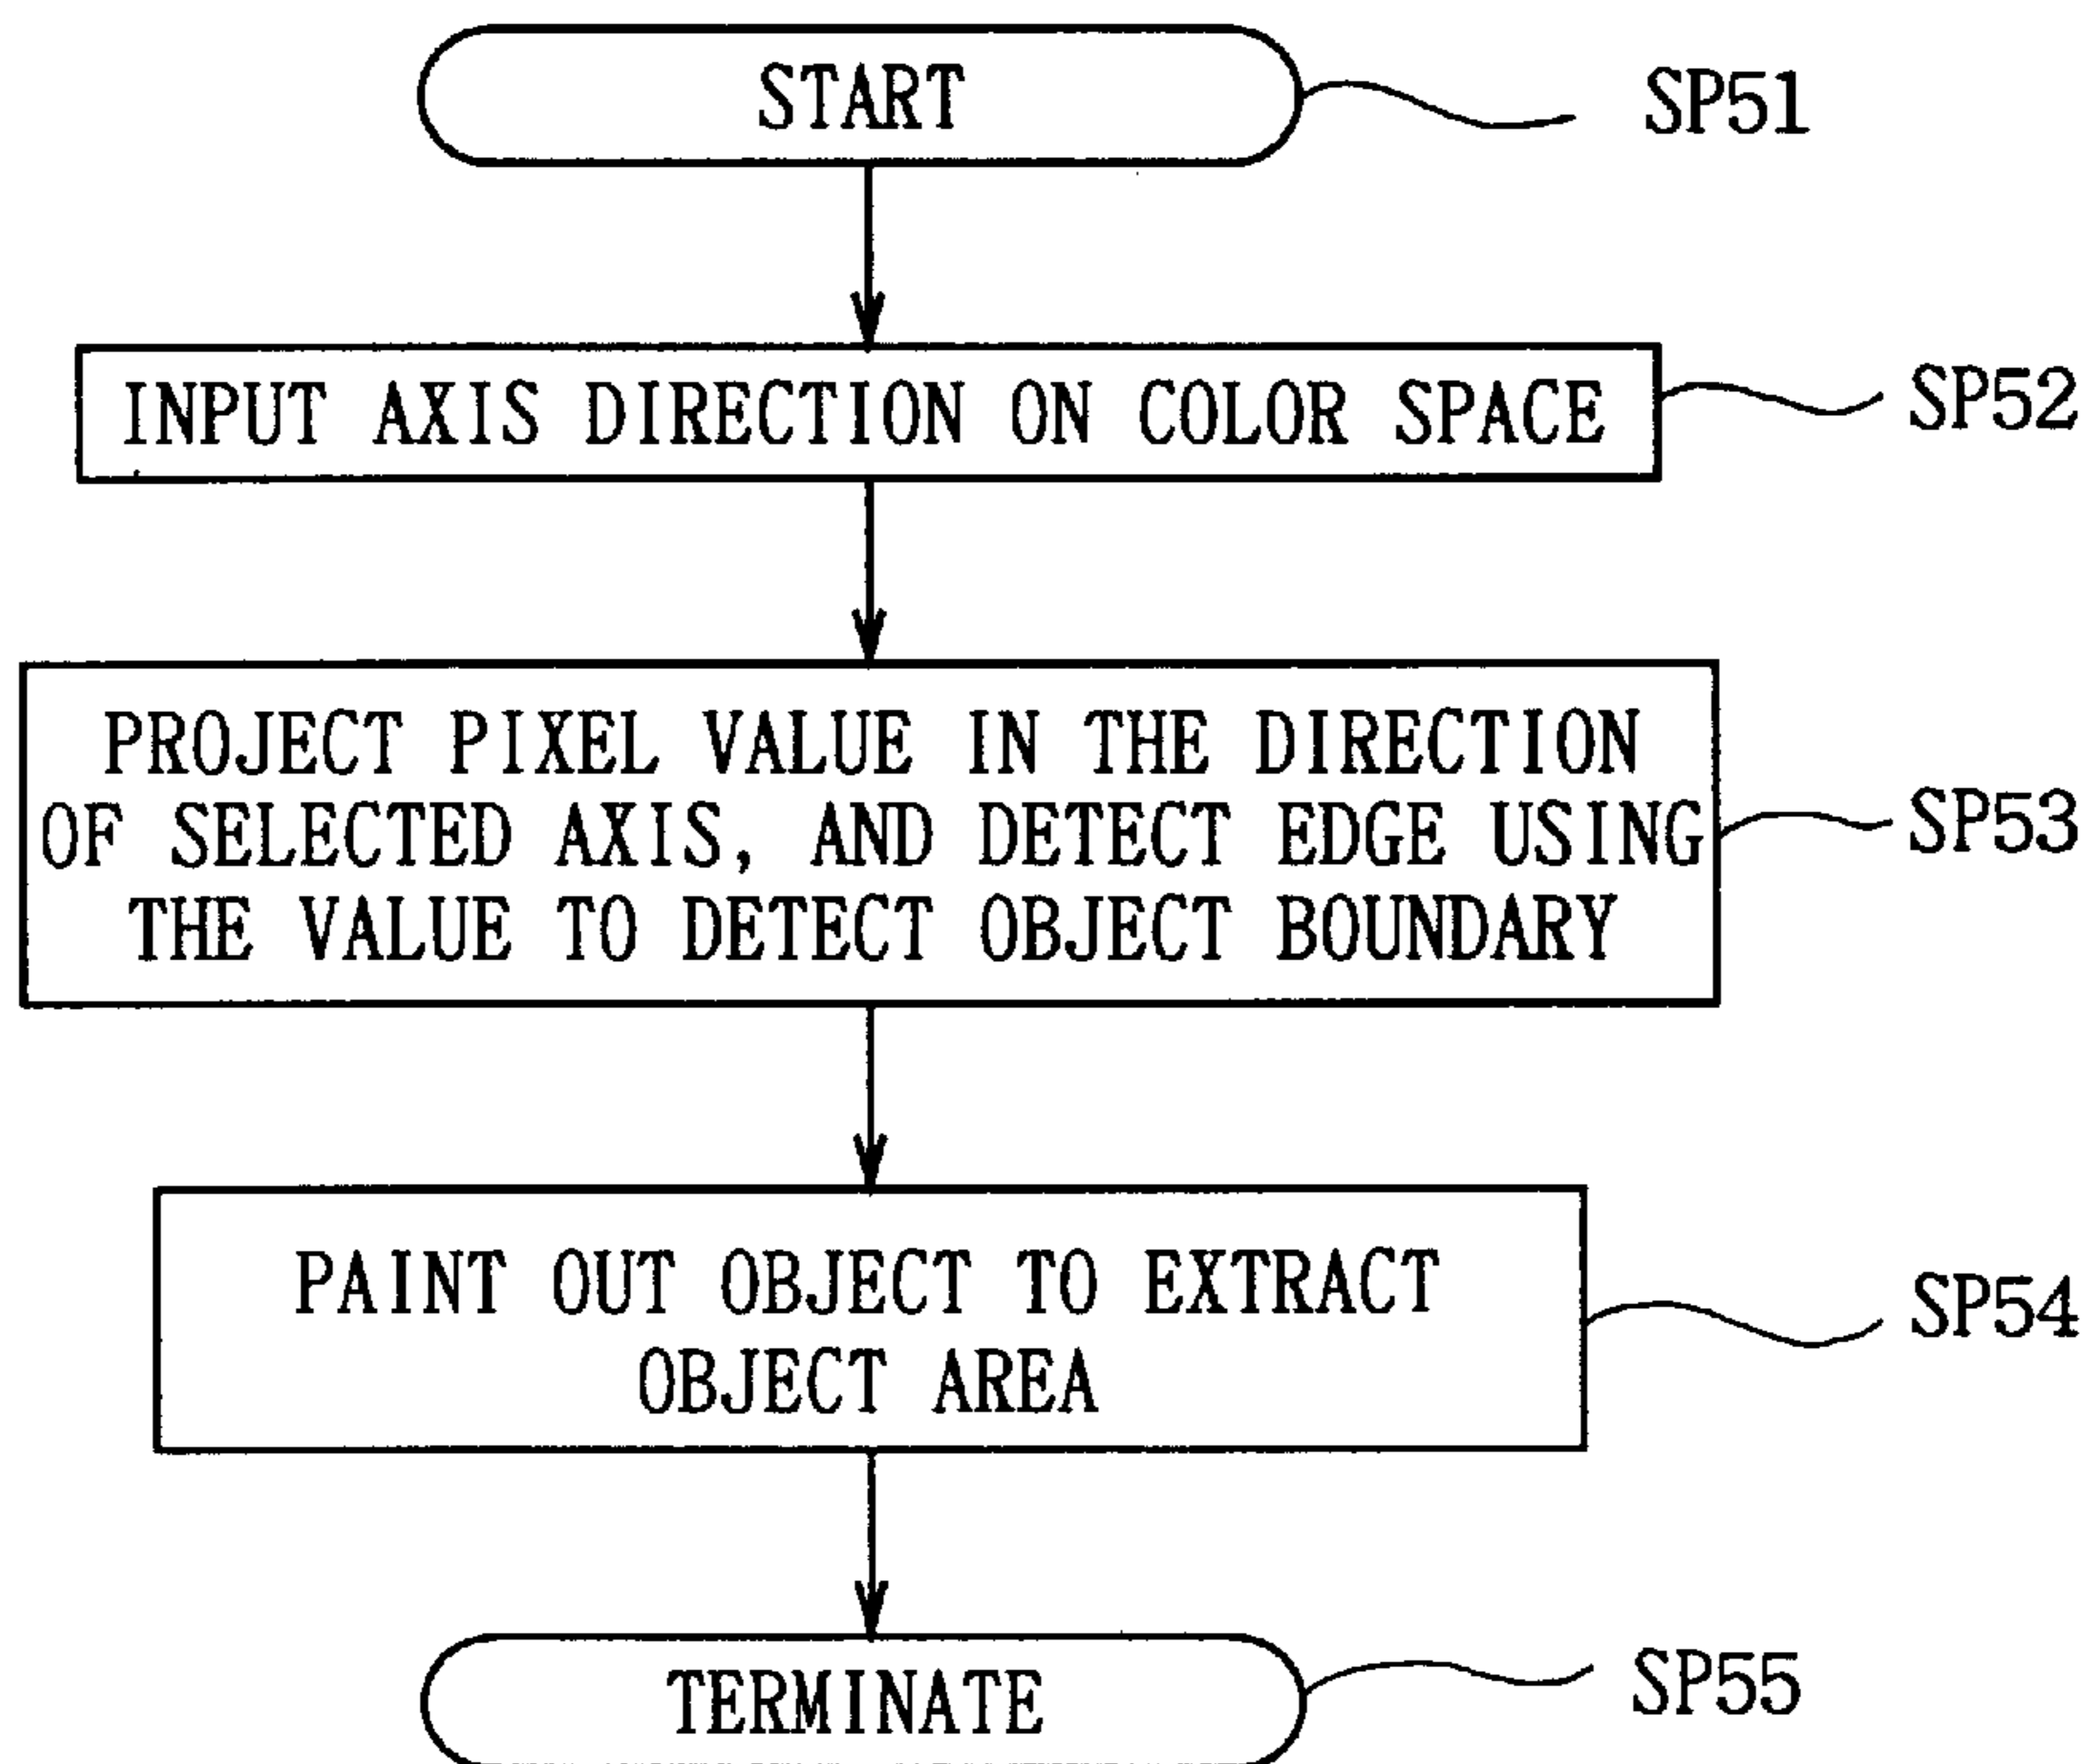 START
SP51
INPUT AXIS DIRECTION ON COLOR SPACE
SP52
PROJECT PIXEL VALUE IN THE DIRECTION
OF SELECTED AXIS, AND DETECT EDGE USING
THE VALUE TO DETECT OBJECT BOUNDARY
SP53
PAINT OUT OBJECT TO EXTRACT
OBJECT AREA
SP54
TERMINATE
SP55